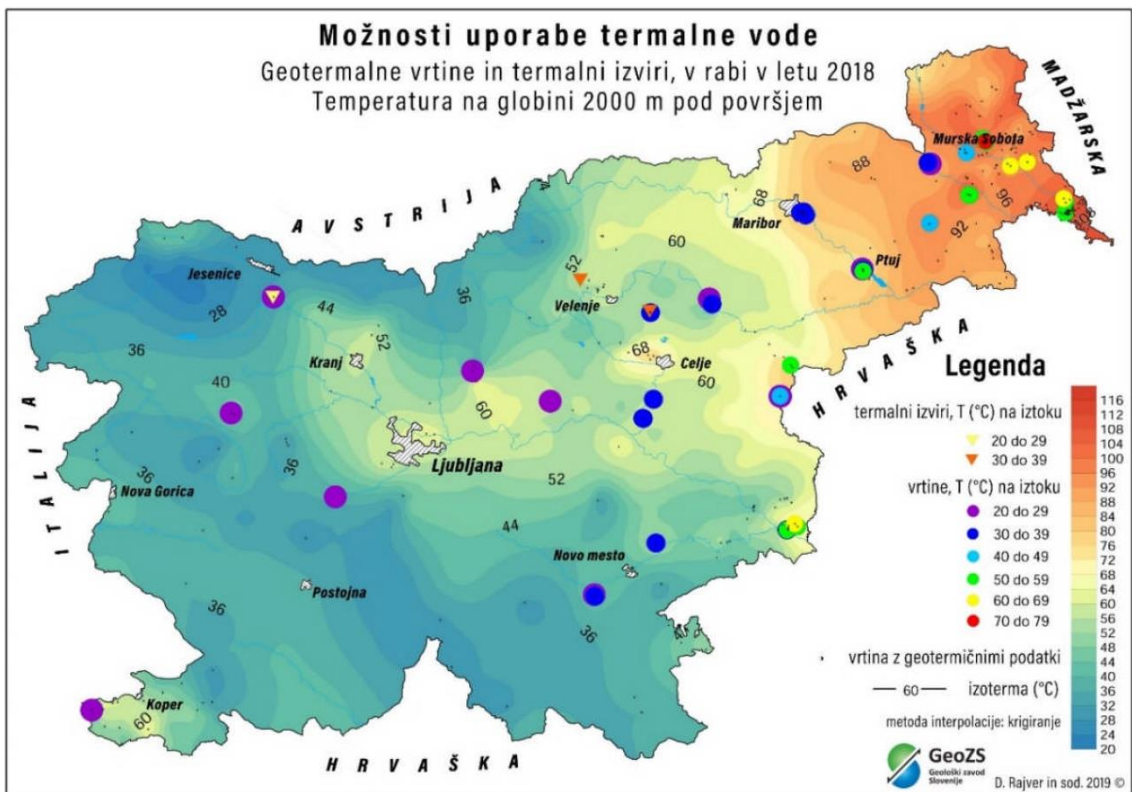 Možnosti uporabe termalne vode
Geotermalne vrtine in termalni izviri, v rabi v letu 2018
Temperatura na globini 2000 m pod površjem
MADŽARSKA
Murska Sobota
88
AVSTRIJA
68
96
Maribor
92
60
52
Ptuj
Jesenice
36
Velenje
44
28
HRVAŠKA
52
68
36
Kranj
Celje
60
Legenda
40
ITALIJA
60
termalni izviri, T (°C) na iztoku
20 do 29
30 do 39
Ljubljana
36
36
52
Nova Gorica
vrtine, T (°C) na iztoku
20 do 29
30 do 39
40 do 49
50 do 59
60 do 69
70 do 79
44
Novo mesto
Postojna
36
36
vrtina z geotermičnimi podatki
60 izoterma (°C)
metoda interpolacije: krigiranje
Koper
60
HRVAŠKA
116
112
108
104
100
96
92
88
84
80
76
72
68
64
60
56
52
48
44
40
36
32
28
24
20
GeoZS
Geološki zavod
Slovenije
D. Rajver in sod. 2019 ©